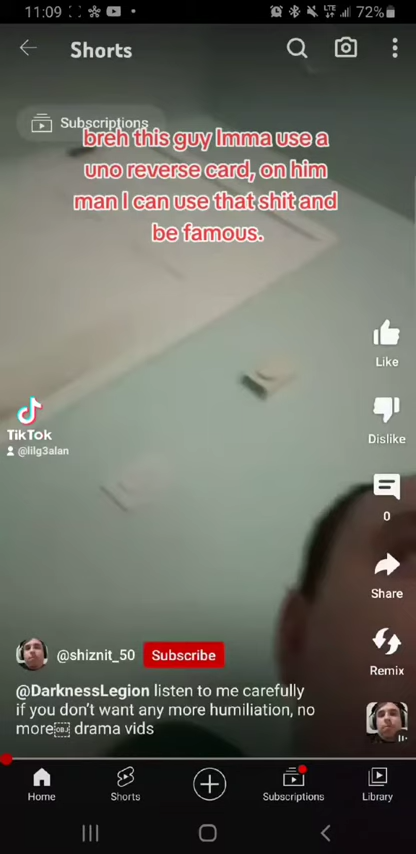 11:09
LTE
72%
Shorts
Subscriptions
breh this guy Imma use a
uno reverse card, on him
man I can use that shit and
be famous.
Like
TikTok
@lilg3alan
Dislike
0
Share
@shiznit_50 Subscribe
Remix
@DarknessLegion listen to me carefully
if you don't want any more humiliation, no
more OBJ drama vids
Home
Shorts
Subscriptions
Library